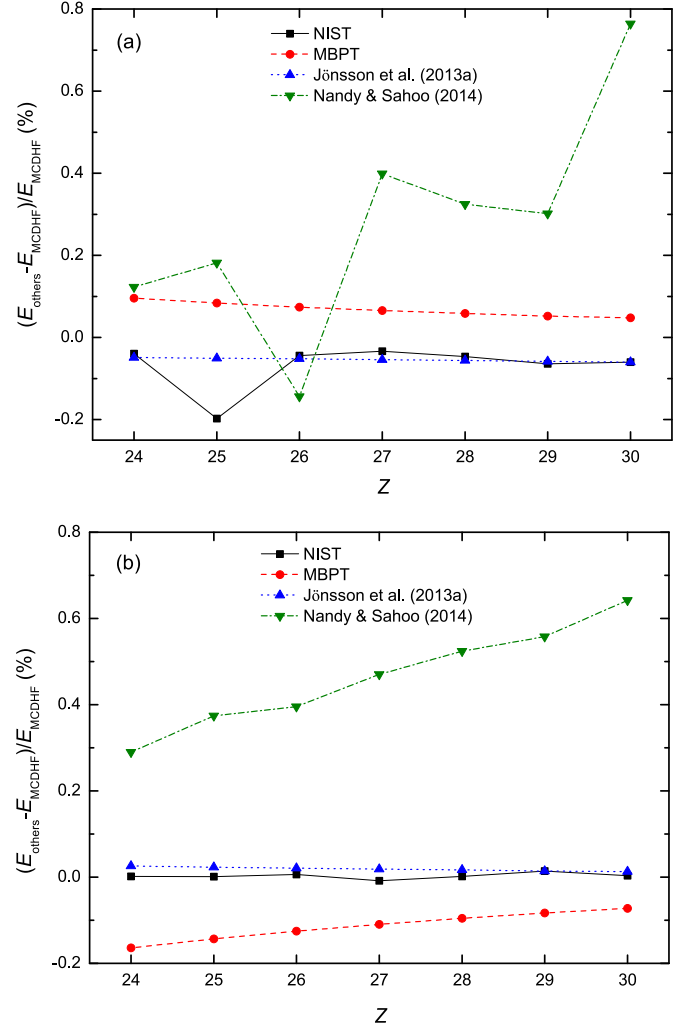 (a)
NIST
MBPT
Jönsson et al. (2013a)
Nandy & Sahoo (2014)
(E_others-E_MCDHF)/E_MCDHF (%)
0.8
0.6
0.4
0.2
0.0
-0.2
24 25 26 27 28 29 30
Z
(b)
NIST
MBPT
Jönsson et al. (2013a)
Nandy & Sahoo (2014)
(E_others-E_MCDHF)/E_MCDHF (%)
0.8
0.6
0.4
0.2
0.0
-0.2
24 25 26 27 28 29 30
Z